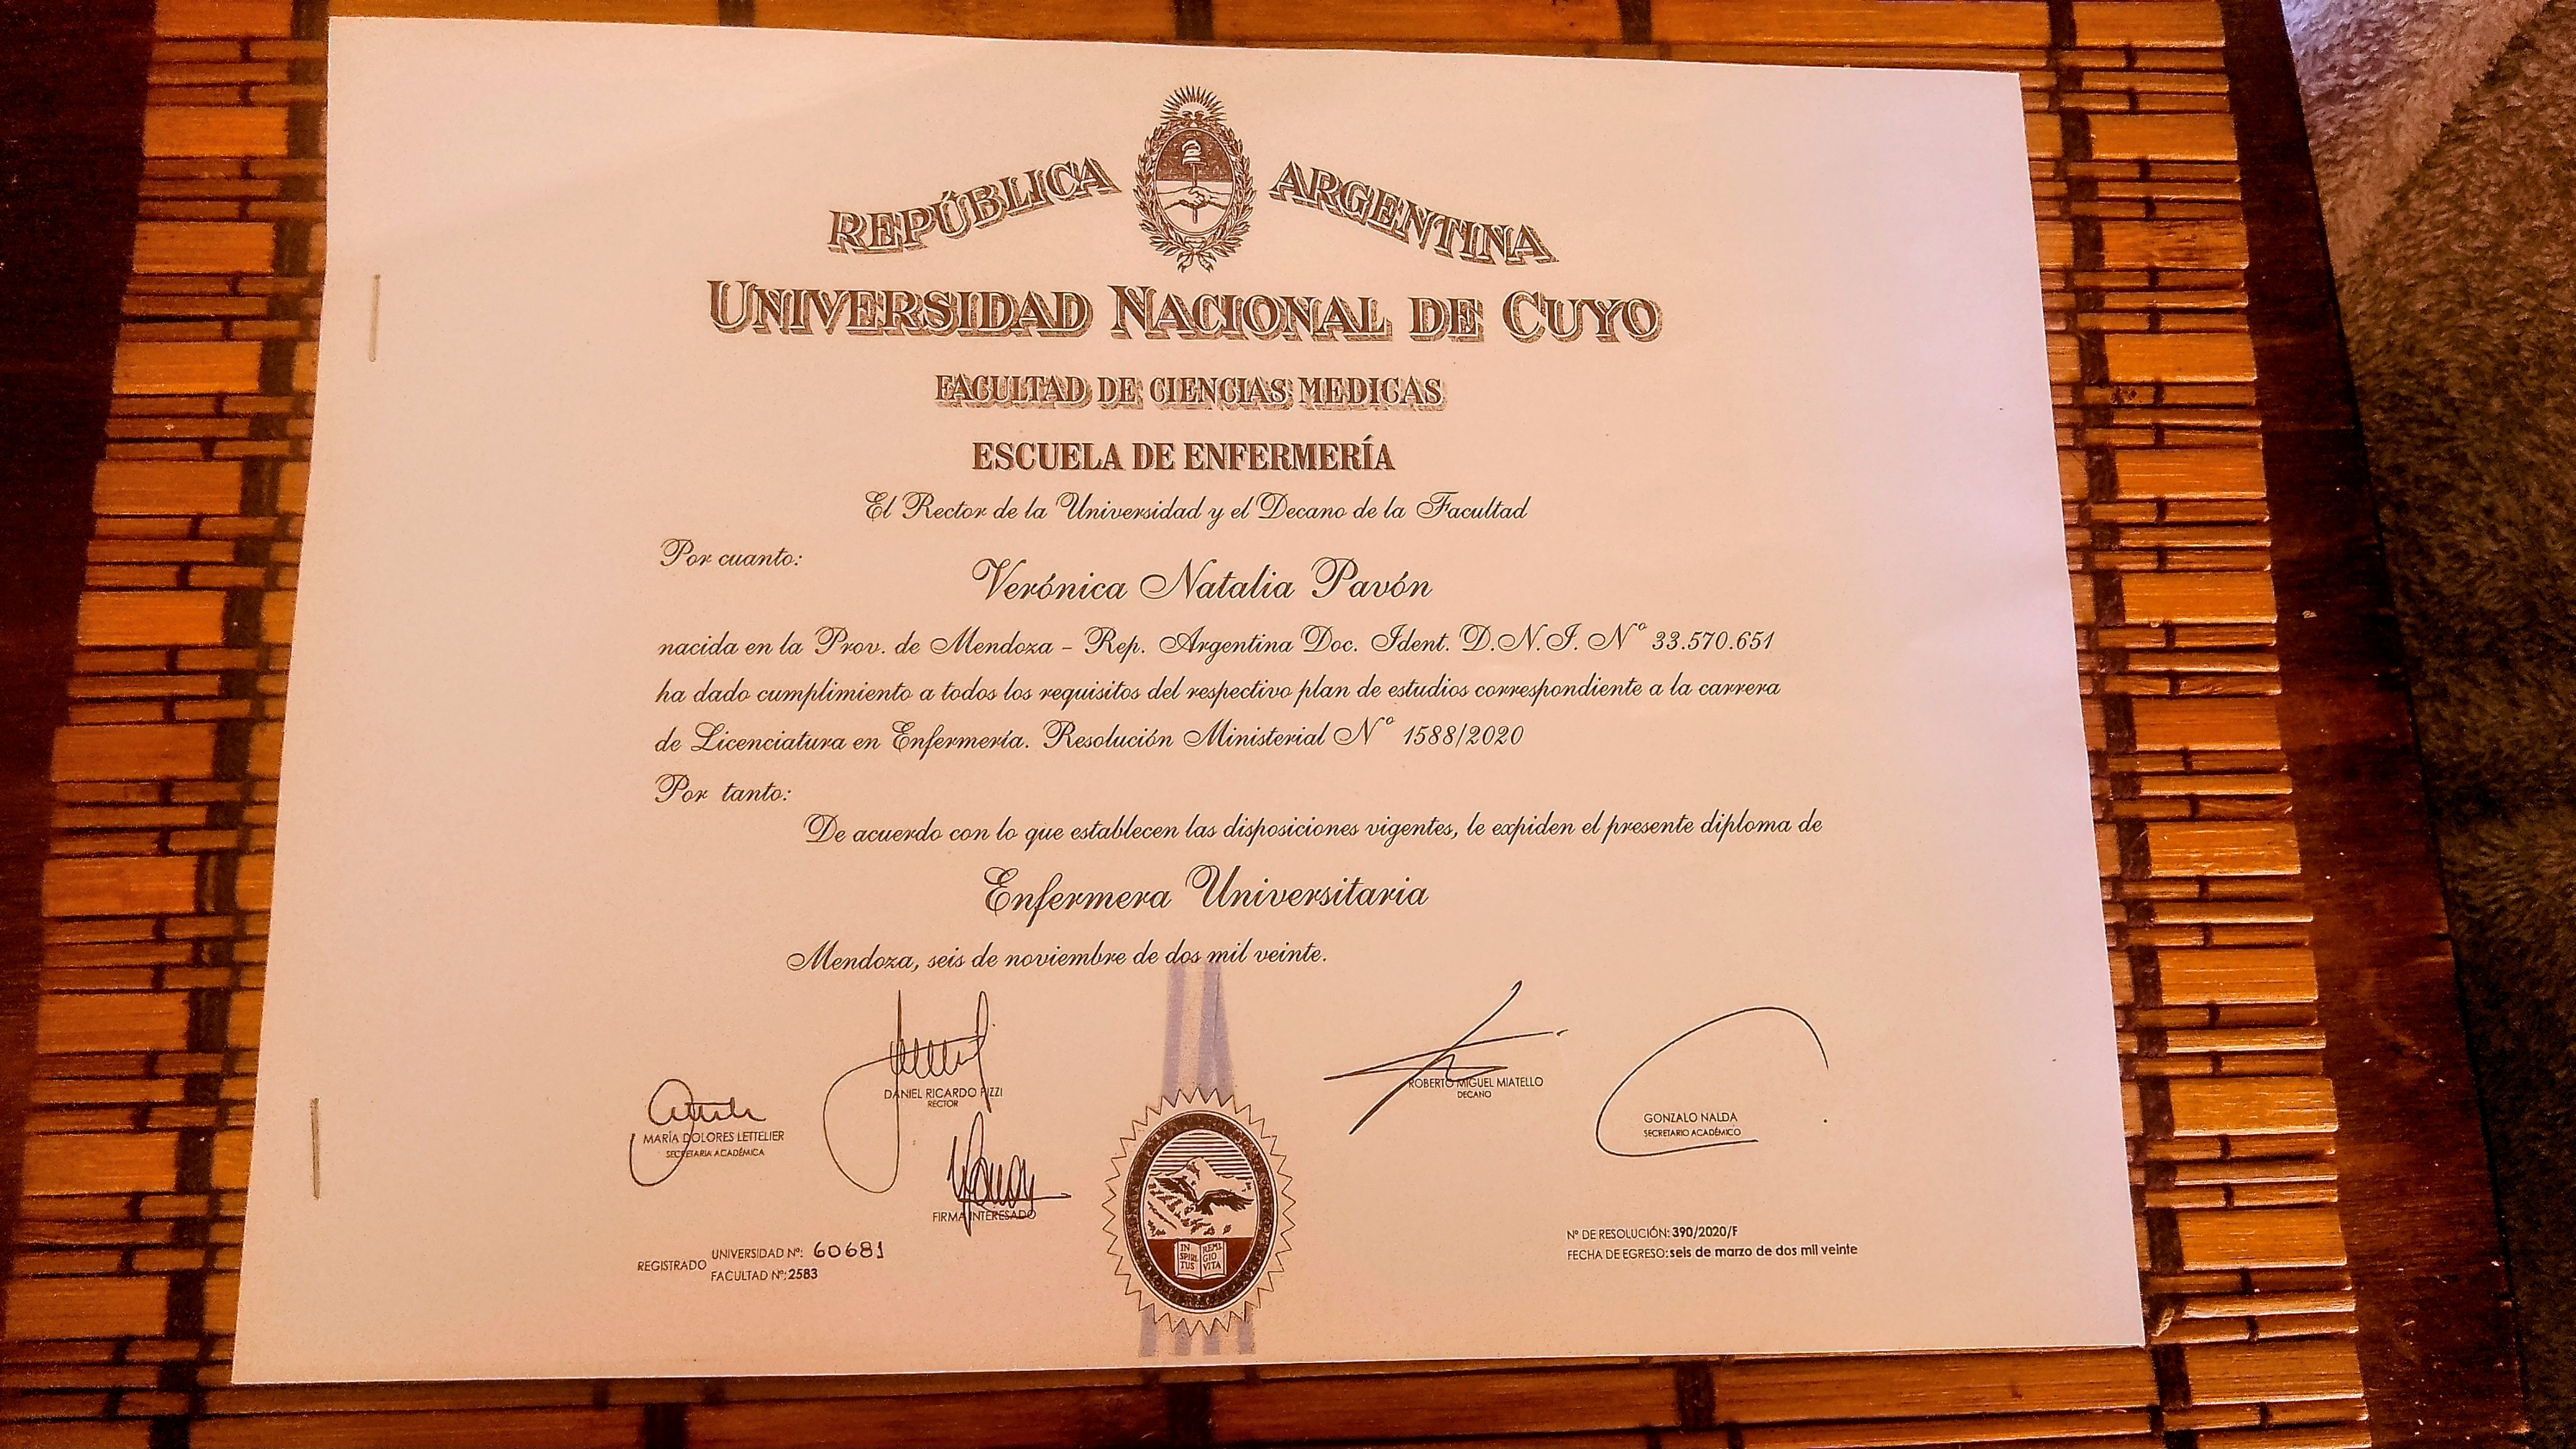 REPÚBLICA ARGENTINA
UNIVERSIDAD NACIONAL DE CUYO
FACULTAD DE CIENCIAS MEDICAS
ESCUELA DE ENFERMERÍA
El Rector de la Universidad y el Decano de la Facultad
Por cuanto:
Verónica Natalia Pavón
nacida en la Prov. de Mendoza - Rep. Argentina Doc. Ident. D.N.I. Nº 33.570.651
ha dado cumplimiento a todos los requisitos del respectivo plan de estudios correspondiente a la carrera
de Licenciatura en Enfermería. Resolución Ministerial Nº 1588/2020
Por tanto:
De acuerdo con lo que establecen las disposiciones vigentes, le expiden el presente diploma de
Enfermera Universitaria
Mendoza, seis de noviembre de dos mil veinte.
DANIEL RICARDO PIZZI
RECTOR
ROBERTO MIGUEL MIATELLO
DECANO
MARÍA DOLORES LETTELIER
SECRETARIA ACADÉMICA
GONZALO NALDA
SECRETARIO ACADÉMICO
FIRMA INTERESADO
IN SPIRI TUS REMI GIO VITA
REGISTRADO
UNIVERSIDAD Nº: 60681
FACULTAD Nº: 2583
Nº DE RESOLUCIÓN: 390/2020/F
FECHA DE EGRESO: seis de marzo de dos mil veinte